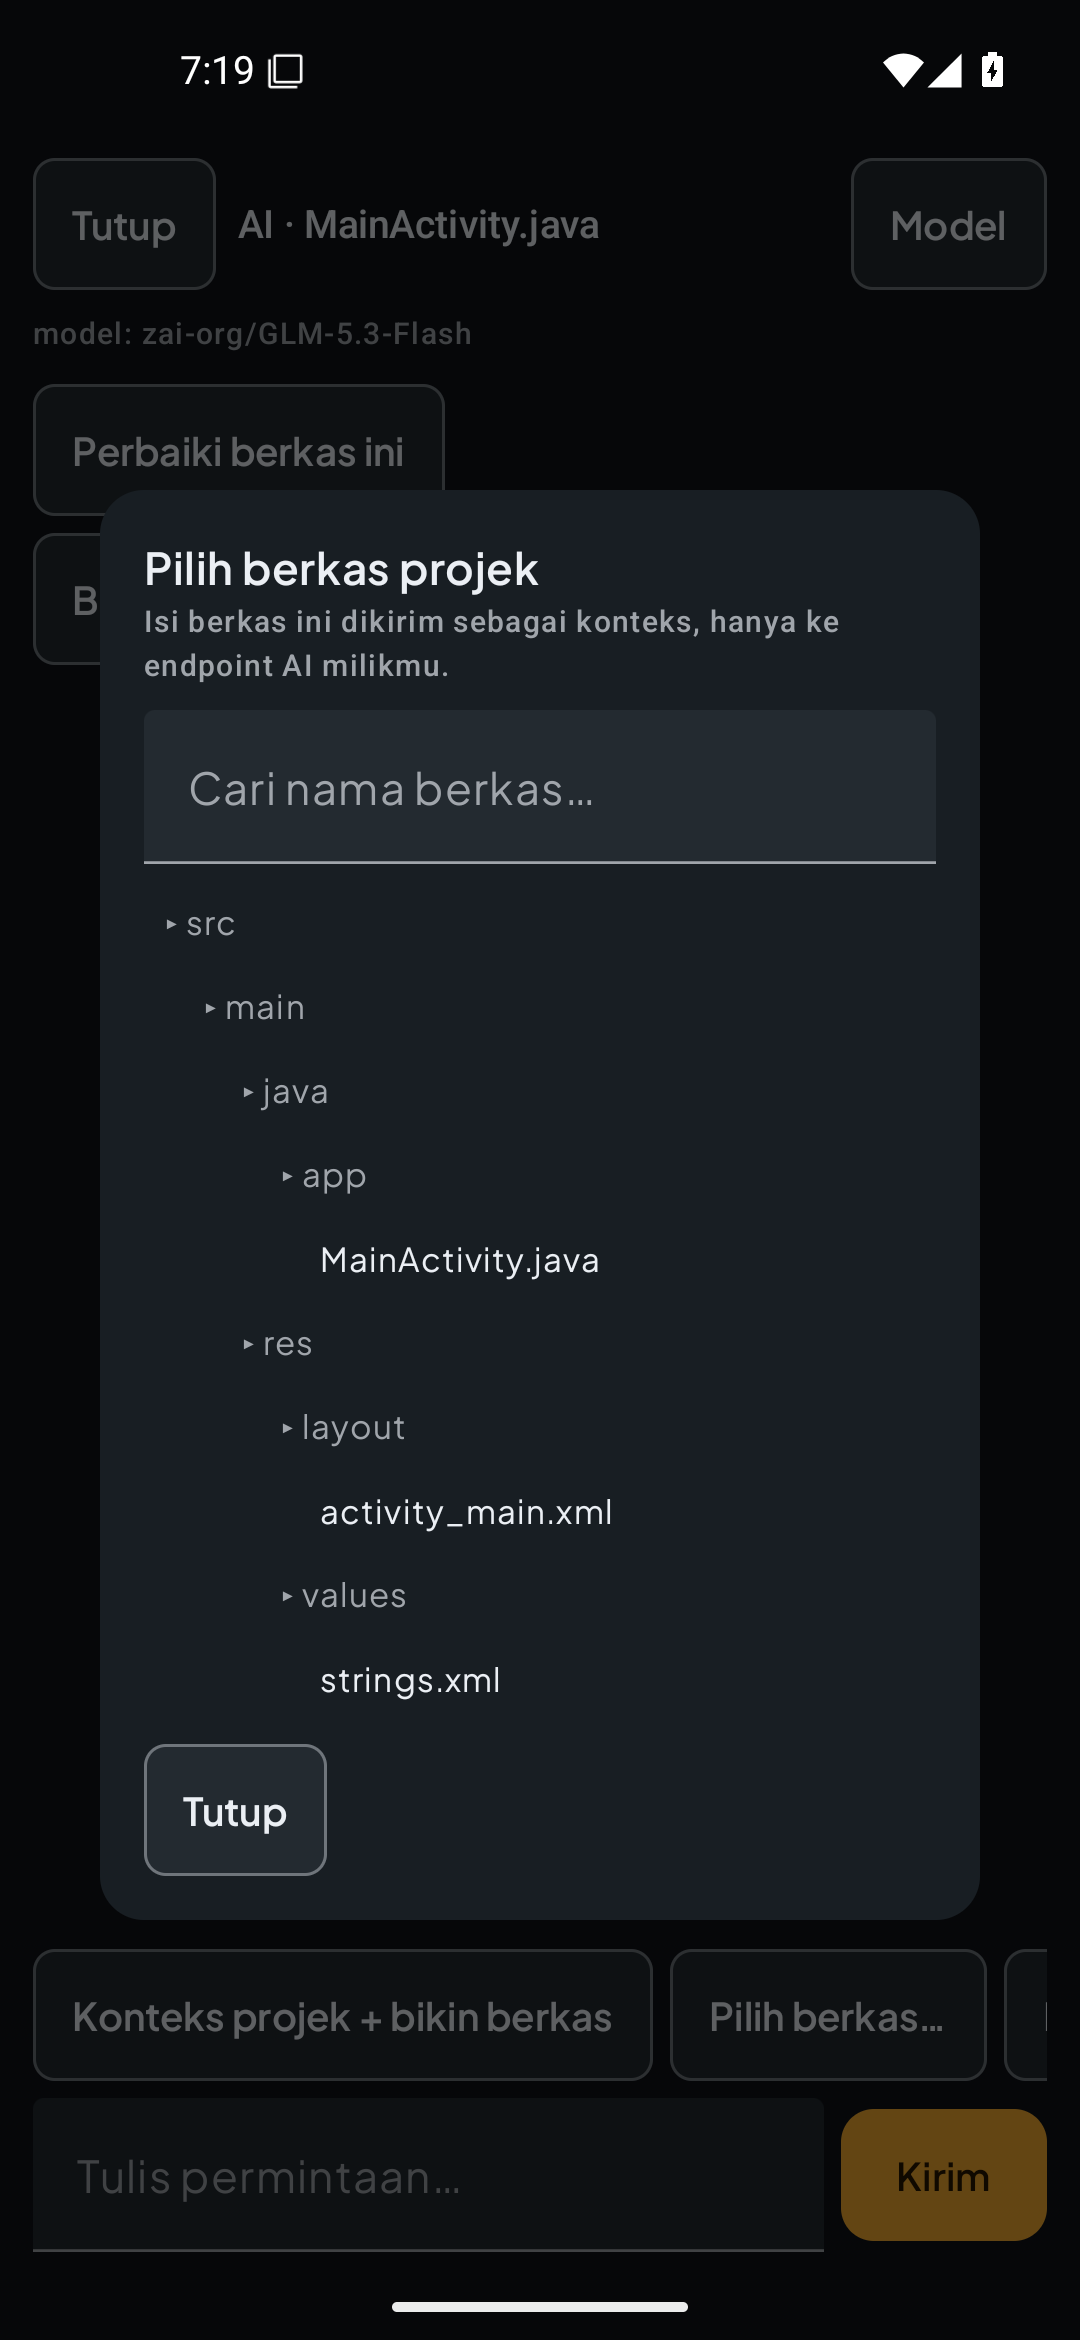 7:19
Tutup
AI · MainActivity.java
Model
model: zai-org/GLM-5.3-Flash
Perbaiki berkas ini
Pilih berkas projek
Isi berkas ini dikirim sebagai konteks, hanya ke
endpoint AI milikmu.
Cari nama berkas…
▸ src
▸ main
▸ java
▸ app
MainActivity.java
▸ res
▸ layout
activity_main.xml
▸ values
strings.xml
Tutup
Konteks projek + bikin berkas
Pilih berkas…
Tulis permintaan…
Kirim